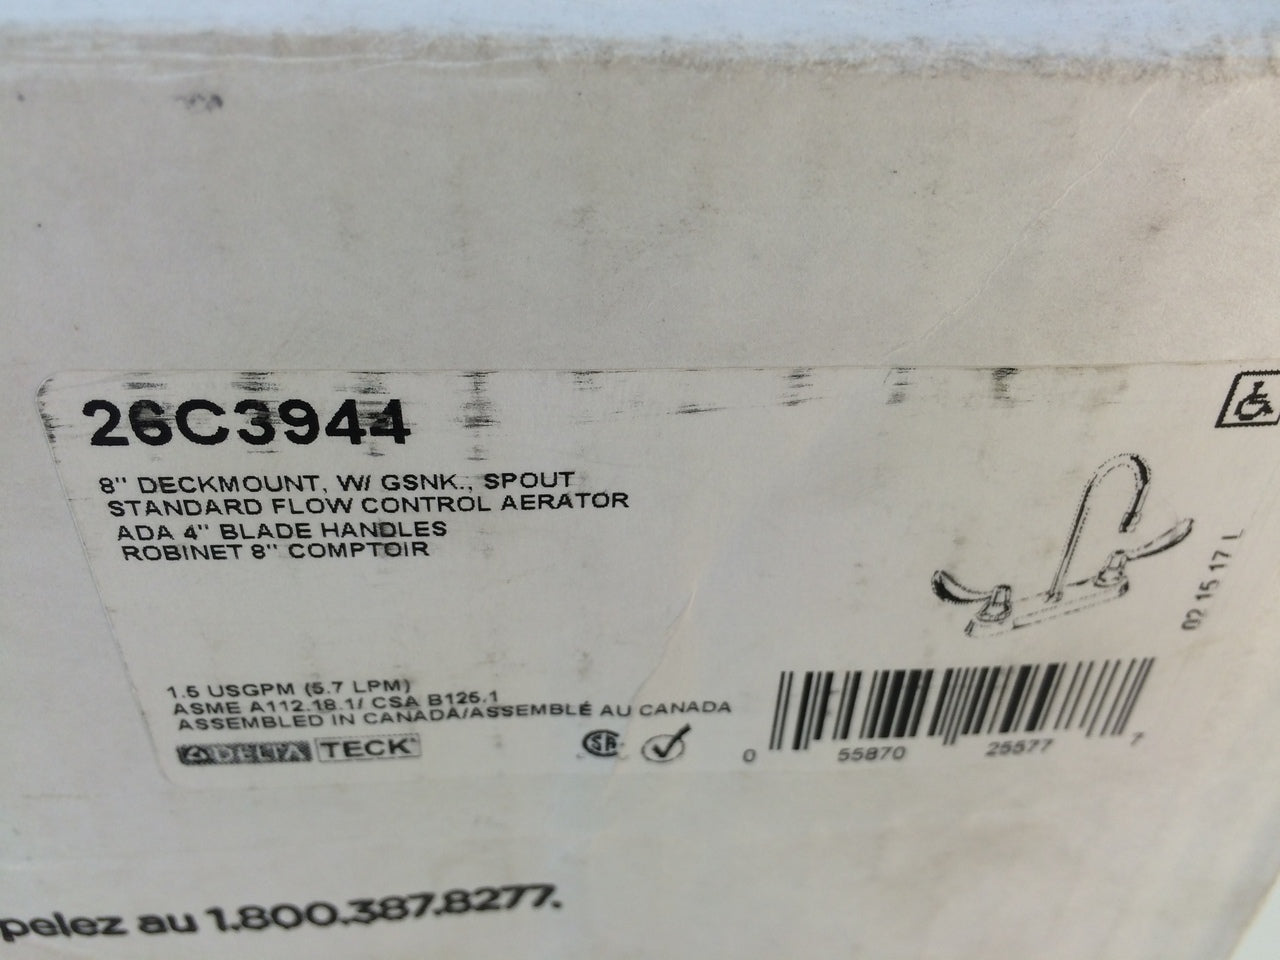 26C3944
8" DECKMOUNT, W/ GSNK., SPOUT
STANDARD FLOW CONTROL AERATOR
ADA 4" BLADE HANDLES
ROBINET 8" COMPTOIR
02 15 17 L
1.5 USGPM (5.7 LPM)
ASME A112.18.1/ CSA B125.1
ASSEMBLED IN CANADA/ASSEMBLÉ AU CANADA
DELTA TECK
0 55870 25577 7
pelez au 1.800.387.8277.